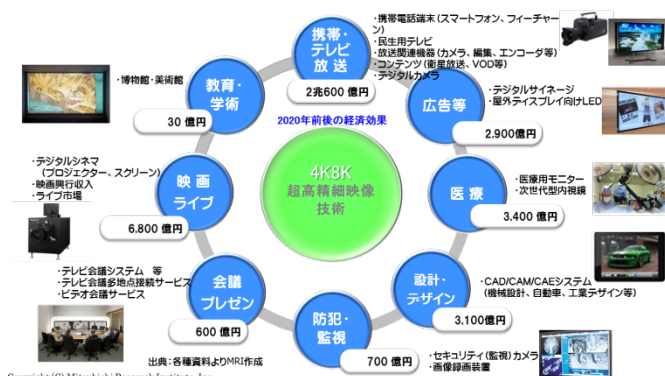 携帯・
テレビ
放送
2兆600 億円
・携帯電話端末(スマートフォン、フィーチャーン)
・民生用テレビ
・放送関連機器(カメラ、編集、エンコーダ等)
・コンテンツ(衛星放送、VOD等)
・デジタルカメラ
広告等
2,900億円
・デジタルサイネージ
・屋外ディスプレイ向けLED
医療
3,400 億円
・医療用モニター
・次世代型内視鏡
設計・
デザイン
3,100億円
・CAD/CAM/CAEシステム
(機械設計、自動車、工業デザイン等)
防犯・
監視
700 億円
・セキュリティ(監視)カメラ
・画像録画装置
会議
プレゼン
600 億円
・テレビ会議システム 等
・テレビ会議多地点接続サービス
・ビデオ会議サービス
映画
ライブ
6,800 億円
・デジタルシネマ
(プロジェクター、スクリーン)
・映画興行収入
・ライブ市場
教育・
学術
30 億円
・博物館・美術館
2020年前後の経済効果
4K8K
超高精細映像
技術
出典:各種資料よりMRI作成
Copyright (C) Mitsubishi Research Institute, Inc.